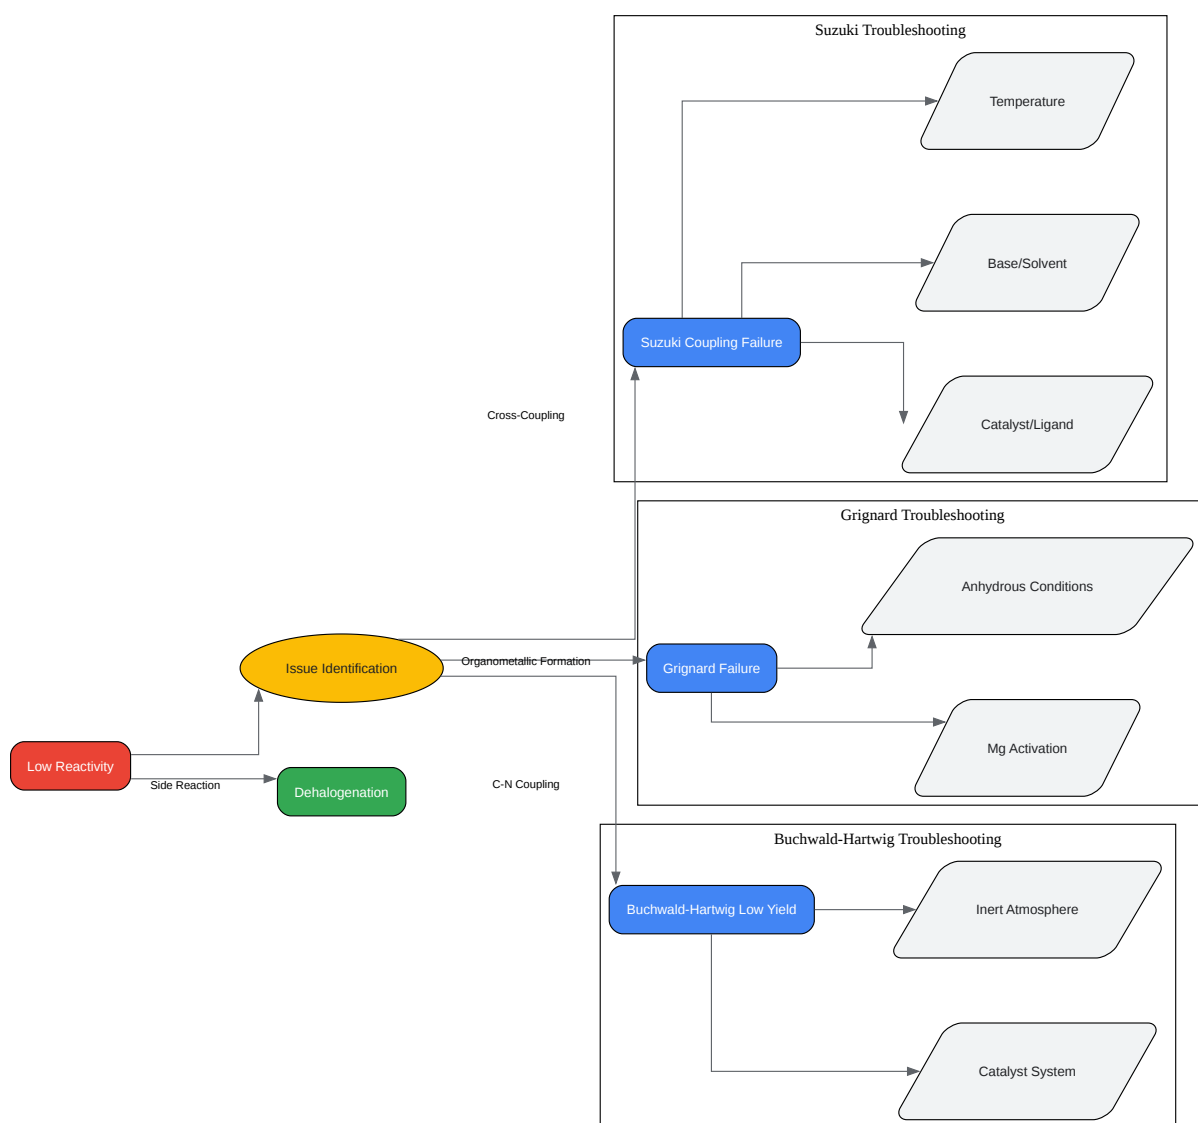 Suzuki Troubleshooting
Temperature
Base/Solvent
Suzuki Coupling Failure
Cross-Coupling
Catalyst/Ligand
Grignard Troubleshooting
Anhydrous Conditions
Issue Identification
Organometallic Formation
Grignard Failure
Mg Activation
Low Reactivity
Side Reaction
Dehalogenation
C-N Coupling
Buchwald-Hartwig Troubleshooting
Buchwald-Hartwig Low Yield
Inert Atmosphere
Catalyst System